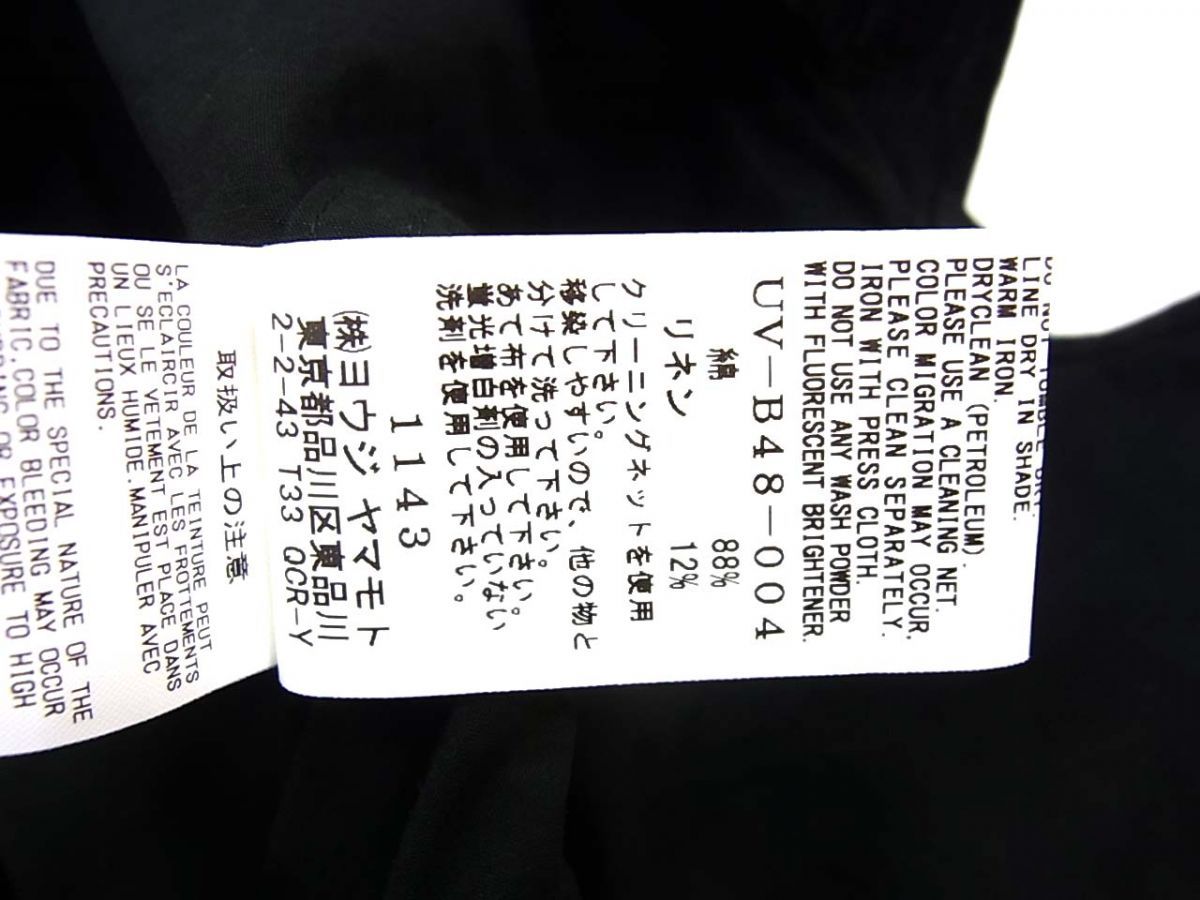 DO NOT TUMBLE DRY.
LINE DRY IN SHADE.
WARM IRON.
DRYCLEAN (PETROLEUM).
PLEASE USE A CLEANING NET.
COLOR MIGRATION MAY OCCUR.
PLEASE CLEAN SEPARATELY.
IRON WITH PRESS CLOTH.
DO NOT USE ANY WASH POWDER
WITH FLUORESCENT BRIGHTENER.
UV-B48-004
綿 88%
リネン 12%
クリーニングネットを使用
して下さい。
移染しやすいので、他の物と
分けて洗って下さい。
あて布を使用して下さい。
蛍光増白剤の入っていない
洗剤を使用して下さい。
1143
(株)ヨウジ ヤマモト
東京都品川区東品川
2-2-43 T33 QCR-Y
取扱い上の注意
LA COULEUR DE LA TEINTURE PEUT
S'ECLAIRCIR AVEC LES FROTTEMENTS
OU SE LE VETEMENT EST PLACE DANS
UN LIEUX HUMIDE.MANIPULER AVEC
PRECAUTIONS.
DUE TO THE SPECIAL NATURE OF THE
FABRIC.COLOR BLEEDING MAY OCCUR
OR EXPOSURE TO HIGH